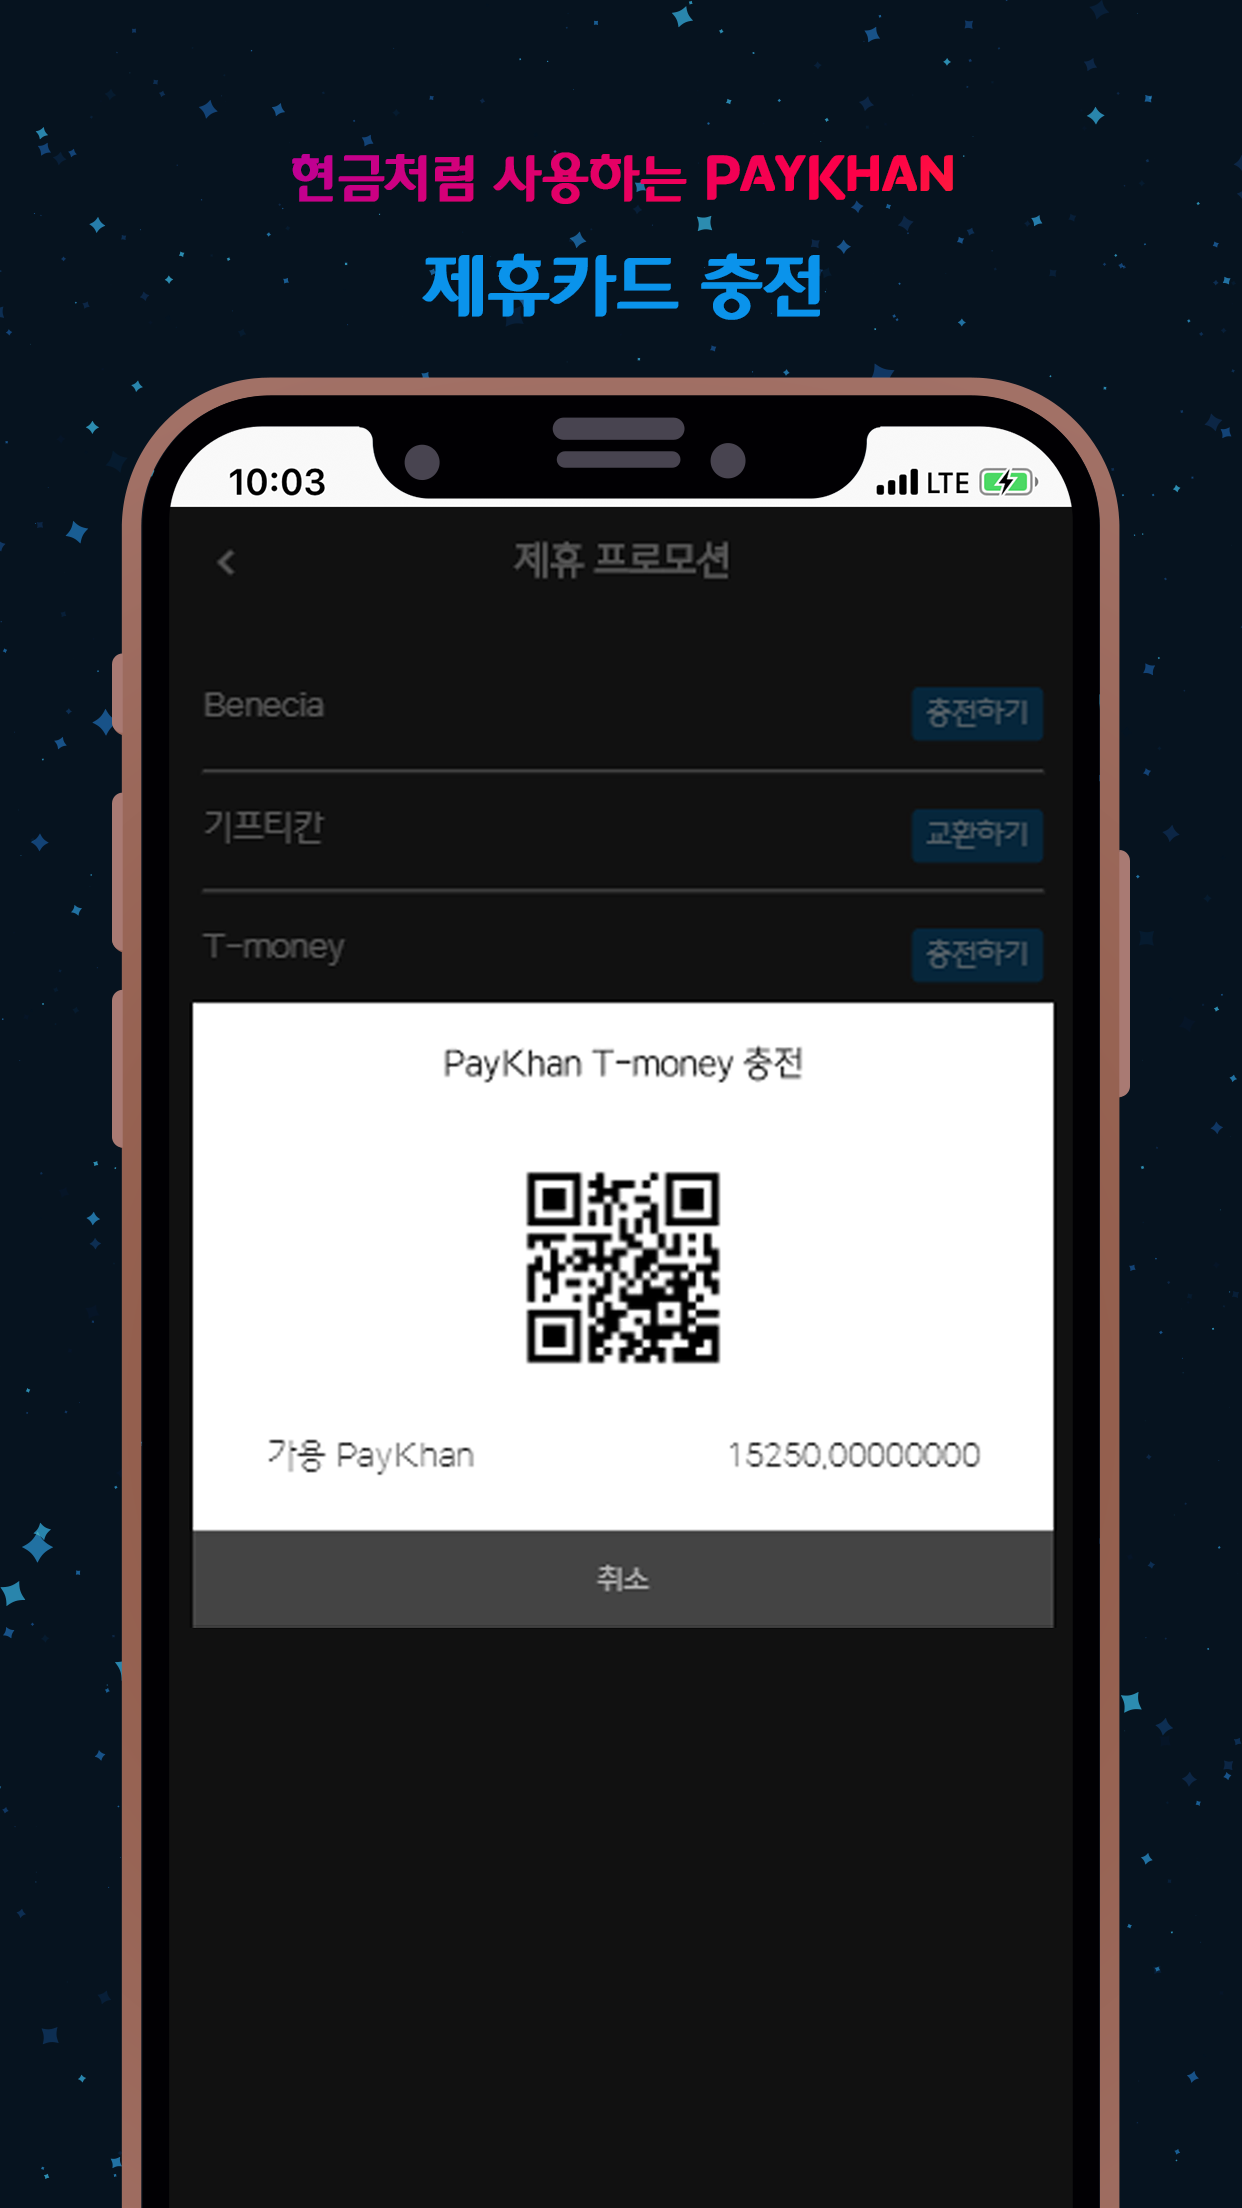 현금처럼 사용하는 PAYKHAN
제휴카드 충전
10:03 LTE
제휴 프로모션
Benecia 충전하기
기프티칸 교환하기
T-money 충전하기
PayKhan T-money 충전
가용 PayKhan 15250.00000000
취소